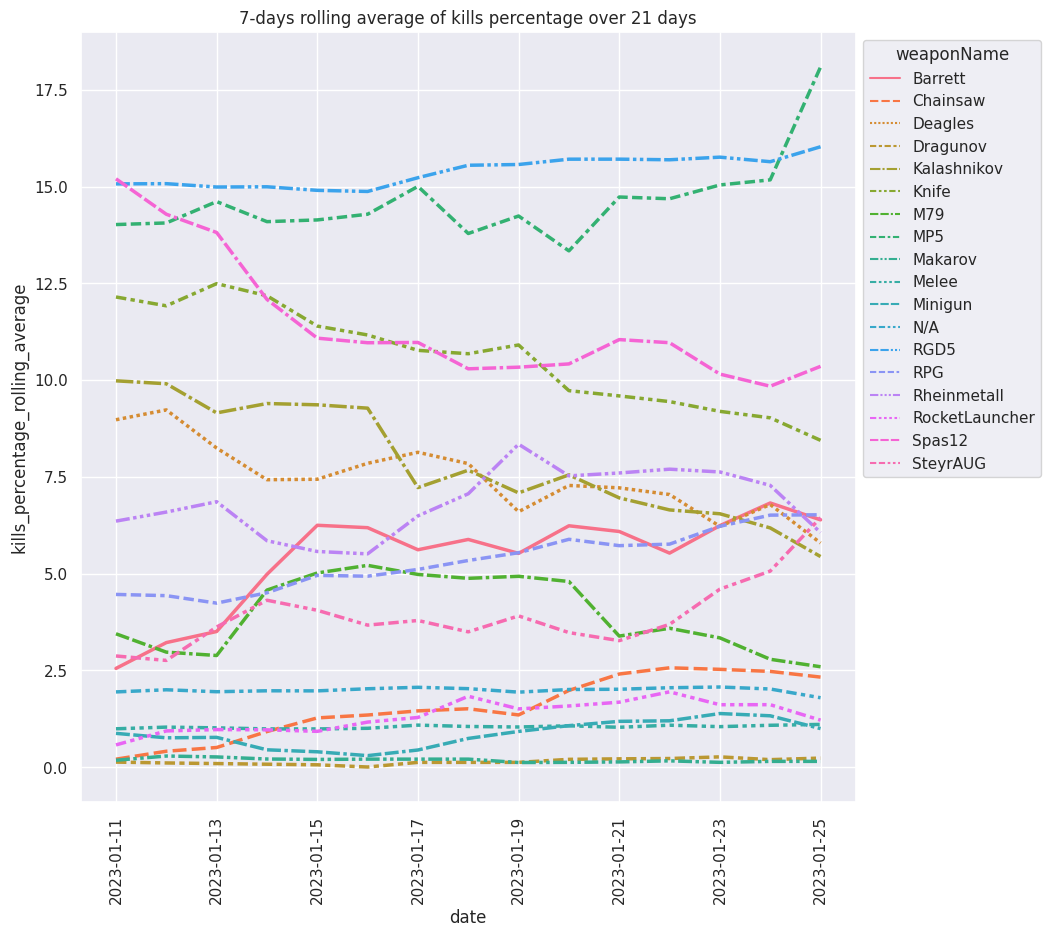 7-days rolling average of kills percentage over 21 days
kills_percentage_rolling_average
17.5
15.0
12.5
10.0
7.5
5.0
2.5
0.0
2023-01-11
2023-01-13
2023-01-15
2023-01-17
2023-01-19
2023-01-21
2023-01-23
2023-01-25
date
weaponName
Barrett
Chainsaw
Deagles
Dragunov
Kalashnikov
Knife
M79
MP5
Makarov
Melee
Minigun
N/A
RGD5
RPG
Rheinmetall
RocketLauncher
Spas12
SteyrAUG